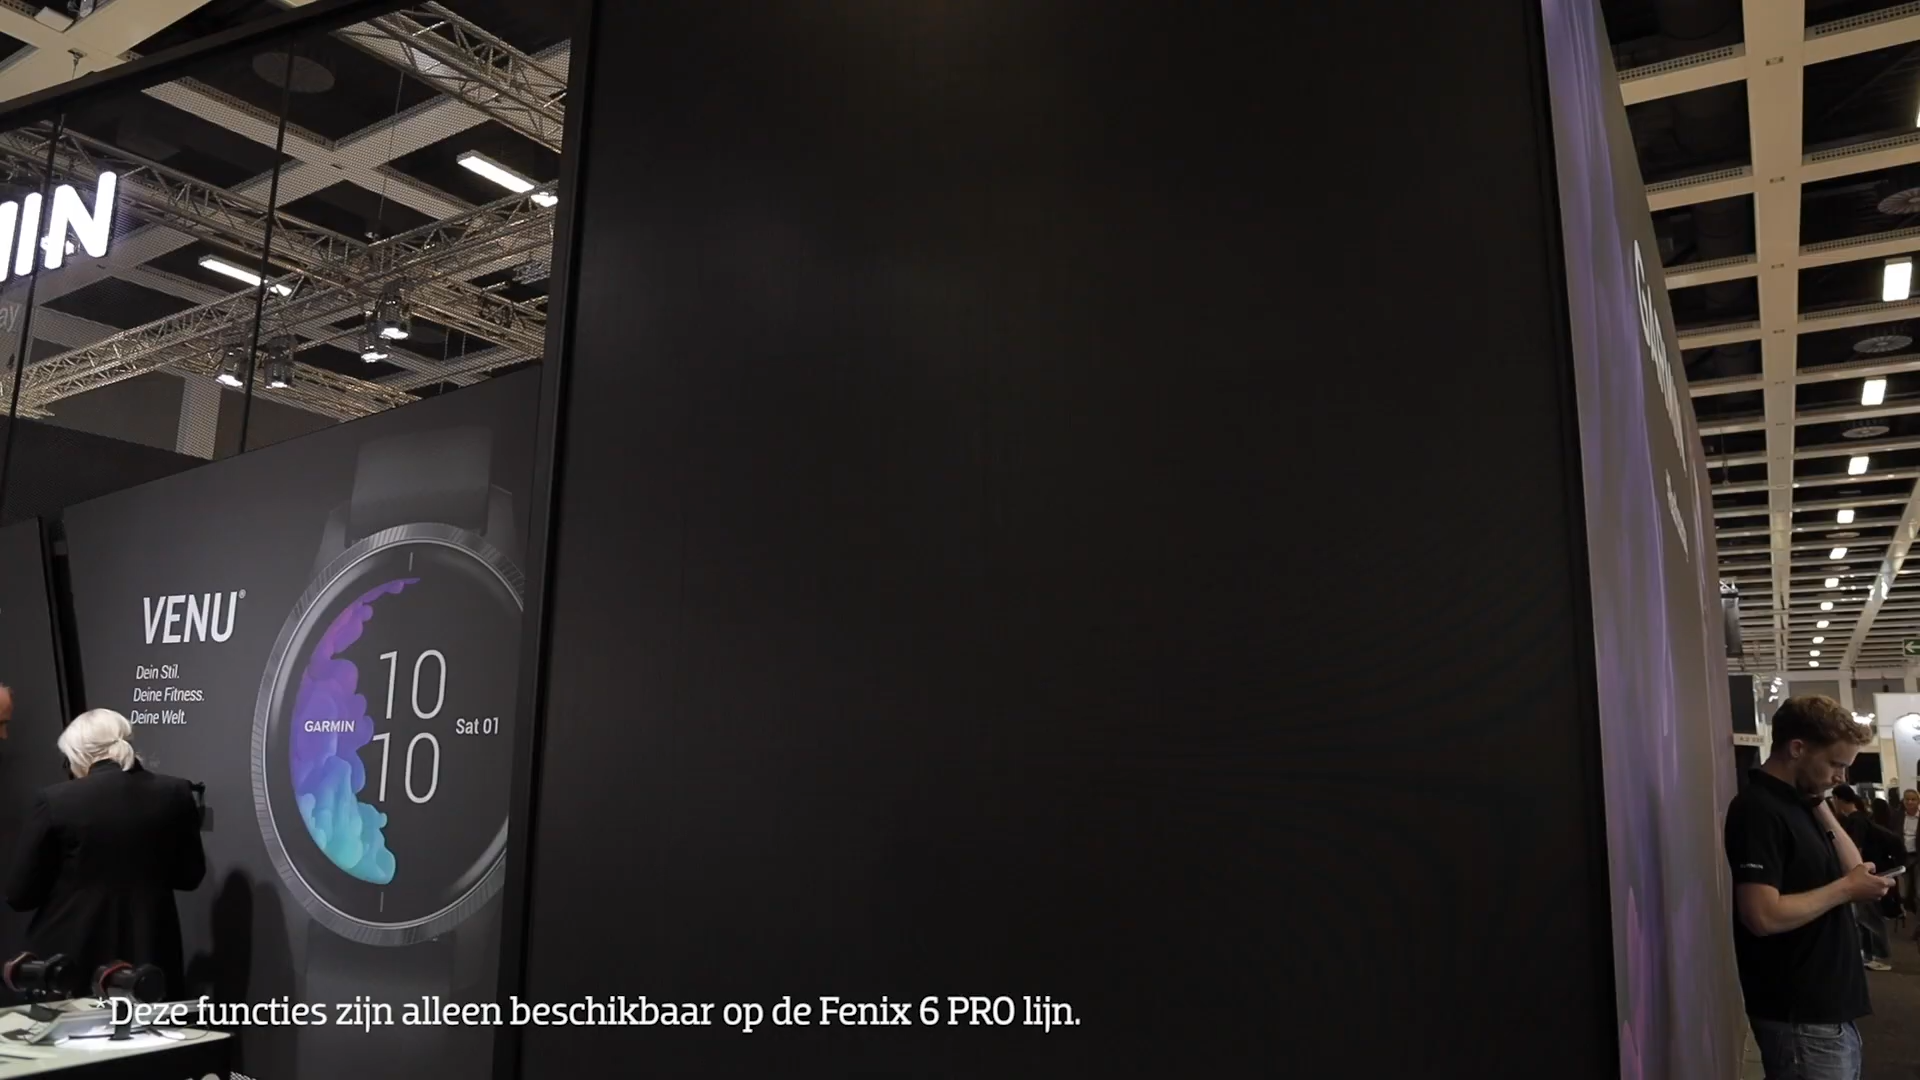 VENU®
Dein Stil.
Deine Fitness.
Deine Welt.
GARMIN
10
10
Sat 01
GARMIN
*Deze functies zijn alleen beschikbaar op de Fenix 6 PRO lijn.